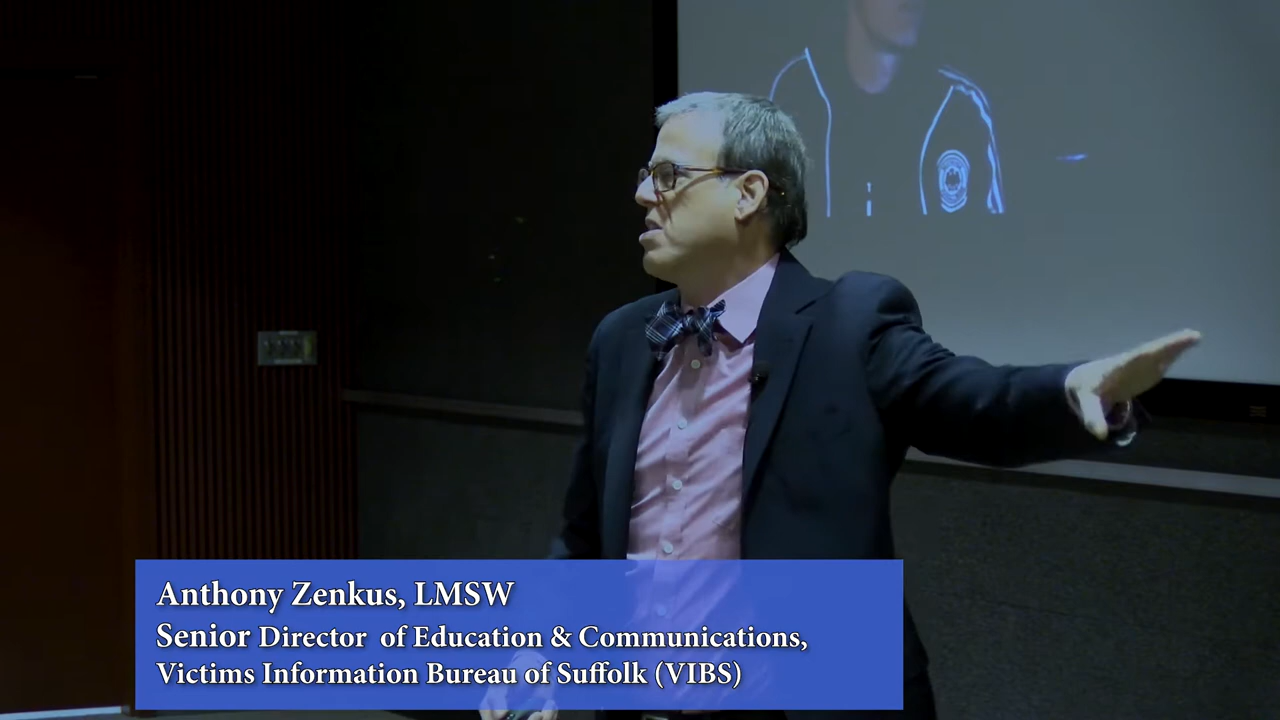 Anthony Zenkus, LMSW
Senior Director of Education & Communications,
Victims Information Bureau of Suffolk (VIBS)